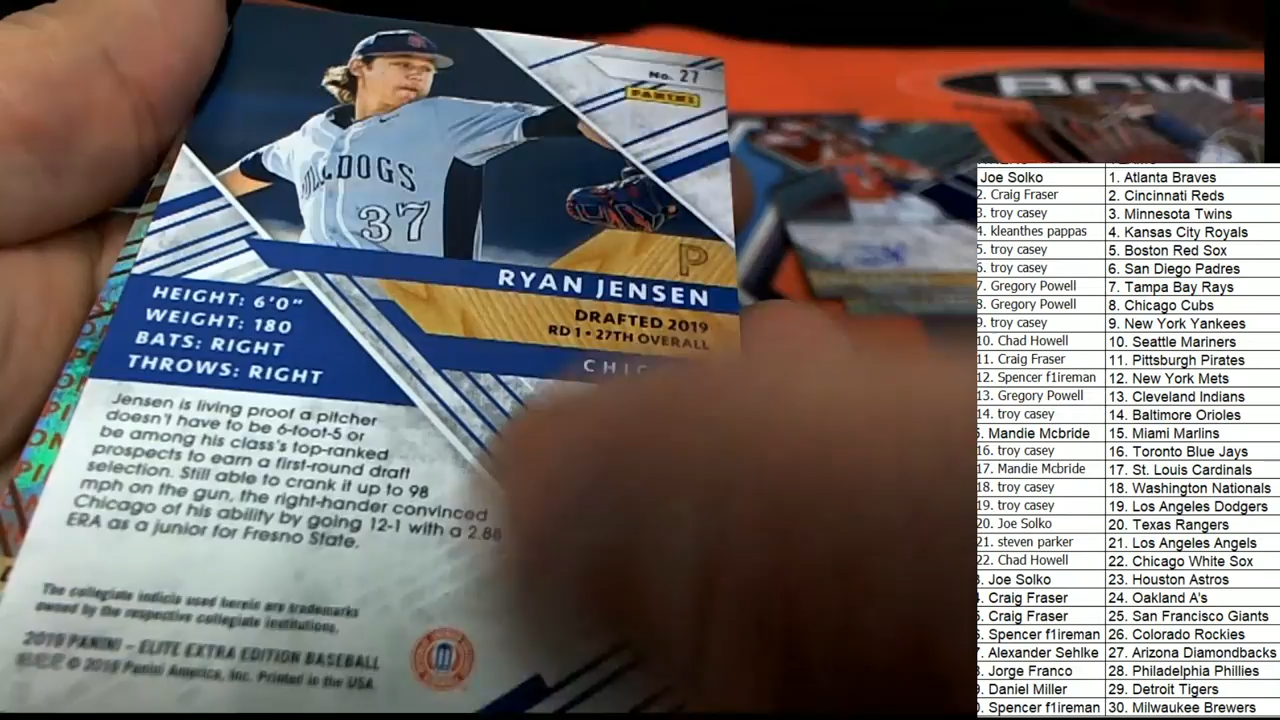 No. 27
PANINI
BULLDOGS
37
P
RYAN JENSEN
DRAFTED 2019
RD 1 • 27TH OVERALL
CHIC
HEIGHT: 6'0"
WEIGHT: 180
BATS: RIGHT
THROWS: RIGHT
Jensen is living proof a pitcher
doesn't have to be 6-foot-5 or
be among his class's top-ranked
prospects to earn a first-round draft
selection. Still able to crank it up to 98
mph on the gun, the right-hander convinced
Chicago of his ability by going 12-1 with a 2.88
ERA as a junior for Fresno State.
The collegiate indicia used herein are trademarks
owned by the respective collegiate institutions.
2019 PANINI – ELITE EXTRA EDITION BASEBALL
© 2019 Panini America, Inc. Printed in the USA
BCW
Joe Solko 1. Atlanta Braves
2. Craig Fraser 2. Cincinnati Reds
3. troy casey 3. Minnesota Twins
4. kleanthes pappas 4. Kansas City Royals
5. troy casey 5. Boston Red Sox
6. troy casey 6. San Diego Padres
7. Gregory Powell 7. Tampa Bay Rays
8. Gregory Powell 8. Chicago Cubs
9. troy casey 9. New York Yankees
10. Chad Howell 10. Seattle Mariners
11. Craig Fraser 11. Pittsburgh Pirates
12. Spencer f1ireman 12. New York Mets
13. Gregory Powell 13. Cleveland Indians
14. troy casey 14. Baltimore Orioles
5. Mandie Mcbride 15. Miami Marlins
16. troy casey 16. Toronto Blue Jays
17. Mandie Mcbride 17. St. Louis Cardinals
18. troy casey 18. Washington Nationals
19. troy casey 19. Los Angeles Dodgers
20. Joe Solko 20. Texas Rangers
21. steven parker 21. Los Angeles Angels
22. Chad Howell 22. Chicago White Sox
. Joe Solko 23. Houston Astros
. Craig Fraser 24. Oakland A's
. Craig Fraser 25. San Francisco Giants
. Spencer f1ireman 26. Colorado Rockies
. Alexander Sehlke 27. Arizona Diamondbacks
. Jorge Franco 28. Philadelphia Phillies
. Daniel Miller 29. Detroit Tigers
. Spencer f1ireman 30. Milwaukee Brewers